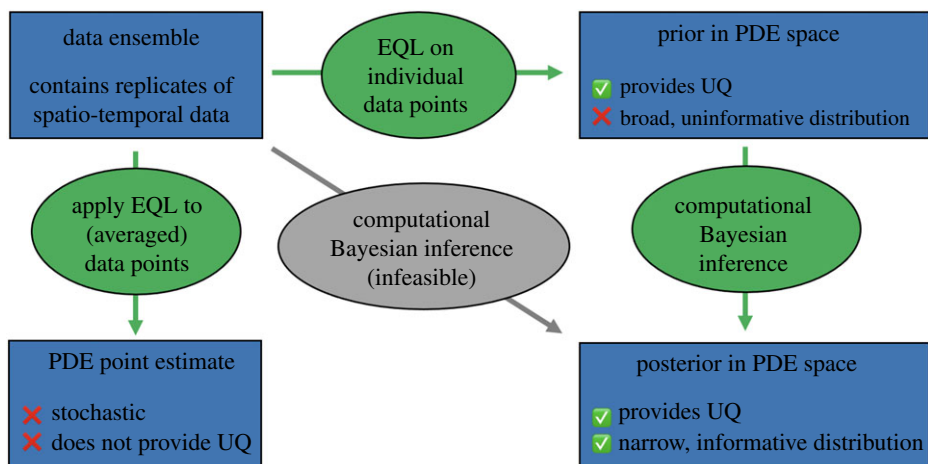 data ensemble
contains replicates of
spatio-temporal data
EQL on
individual
data points
prior in PDE space
✅ provides UQ
❌ broad, uninformative distribution
apply EQL to
(averaged)
data points
computational
Bayesian inference
(infeasible)
computational
Bayesian
inference
PDE point estimate
❌ stochastic
❌ does not provide UQ
posterior in PDE space
✅ provides UQ
✅ narrow, informative distribution